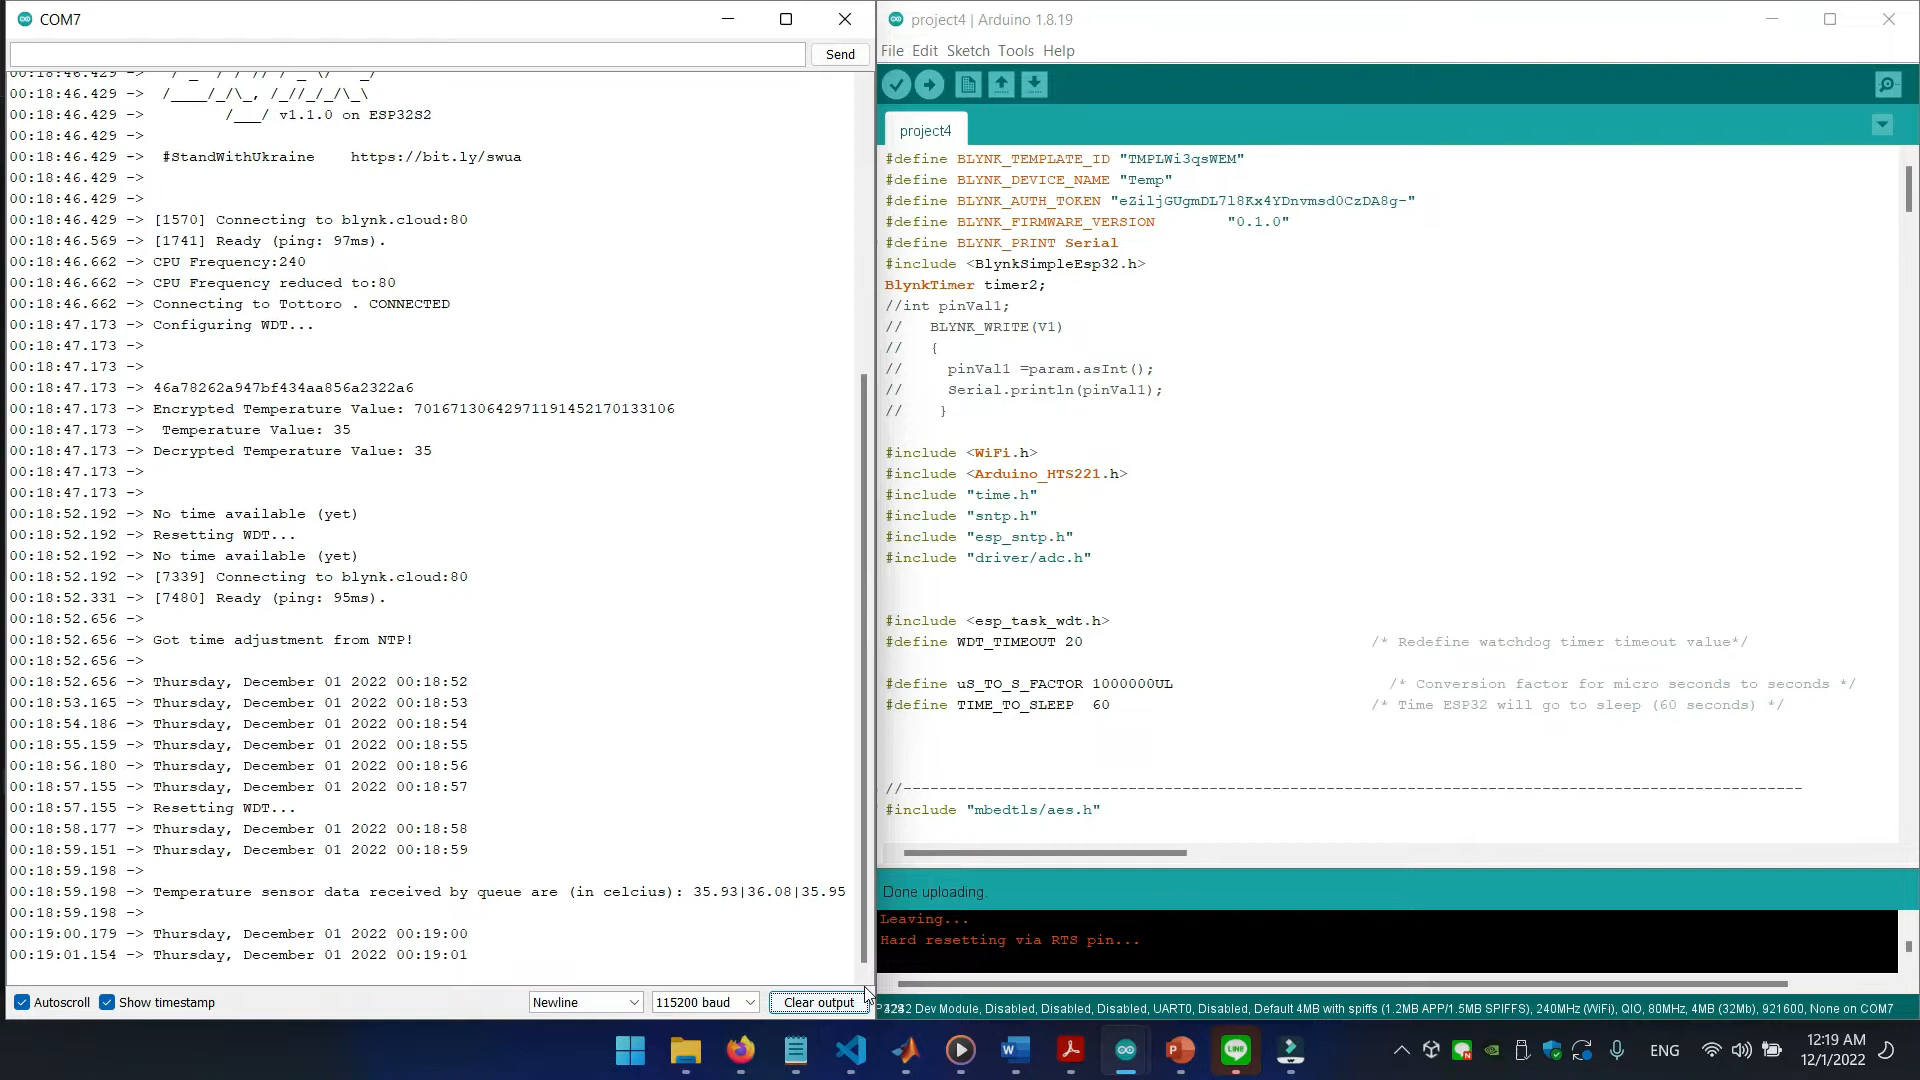 COM7
Send
00:18:46.429 ->
00:18:46.429 -> /____/_/\_, /_//_/_/\_\
00:18:46.429 -> /___/ v1.1.0 on ESP32S2
00:18:46.429 ->
00:18:46.429 -> #StandWithUkraine    https://bit.ly/swua
00:18:46.429 ->
00:18:46.429 ->
00:18:46.429 -> [1570] Connecting to blynk.cloud:80
00:18:46.569 -> [1741] Ready (ping: 97ms).
00:18:46.662 -> CPU Frequency:240
00:18:46.662 -> CPU Frequency reduced to:80
00:18:46.662 -> Connecting to Tottoro . CONNECTED
00:18:47.173 -> Configuring WDT...
00:18:47.173 ->
00:18:47.173 ->
00:18:47.173 -> 46a78262a947bf434aa856a2322a6
00:18:47.173 -> Encrypted Temperature Value: 70167130642971191452170133106
00:18:47.173 -> Temperature Value: 35
00:18:47.173 -> Decrypted Temperature Value: 35
00:18:47.173 ->
00:18:47.173 ->
00:18:52.192 -> No time available (yet)
00:18:52.192 -> Resetting WDT...
00:18:52.192 -> No time available (yet)
00:18:52.192 -> [7339] Connecting to blynk.cloud:80
00:18:52.331 -> [7480] Ready (ping: 95ms).
00:18:52.656 ->
00:18:52.656 -> Got time adjustment from NTP!
00:18:52.656 ->
00:18:52.656 -> Thursday, December 01 2022 00:18:52
00:18:53.165 -> Thursday, December 01 2022 00:18:53
00:18:54.186 -> Thursday, December 01 2022 00:18:54
00:18:55.159 -> Thursday, December 01 2022 00:18:55
00:18:56.180 -> Thursday, December 01 2022 00:18:56
00:18:57.155 -> Thursday, December 01 2022 00:18:57
00:18:57.155 -> Resetting WDT...
00:18:58.177 -> Thursday, December 01 2022 00:18:58
00:18:59.151 -> Thursday, December 01 2022 00:18:59
00:18:59.198 ->
00:18:59.198 -> Temperature sensor data received by queue are (in celcius): 35.93|36.08|35.95
00:18:59.198 ->
00:19:00.179 -> Thursday, December 01 2022 00:19:00
00:19:01.154 -> Thursday, December 01 2022 00:19:01
Autoscroll Show timestamp Newline 115200 baud Clear output
project4 | Arduino 1.8.19
File Edit Sketch Tools Help
project4
#define BLYNK_TEMPLATE_ID "TMPLWi3qsWEM"
#define BLYNK_DEVICE_NAME "Temp"
#define BLYNK_AUTH_TOKEN "eZiljGUgmDL7l8Kx4YDnvmsd0CzDA8g-"
#define BLYNK_FIRMWARE_VERSION        "0.1.0"
#define BLYNK_PRINT Serial
#include <BlynkSimpleEsp32.h>
BlynkTimer timer2;
//int pinVal1;
//   BLYNK_WRITE(V1)
//   {
//     pinVal1 =param.asInt();
//     Serial.println(pinVal1);
//    }
#include <WiFi.h>
#include <Arduino_HTS221.h>
#include "time.h"
#include "sntp.h"
#include "esp_sntp.h"
#include "driver/adc.h"
#include <esp_task_wdt.h>
#define WDT_TIMEOUT 20 /* Redefine watchdog timer timeout value*/
#define uS_TO_S_FACTOR 1000000UL /* Conversion factor for micro seconds to seconds */
#define TIME_TO_SLEEP  60 /* Time ESP32 will go to sleep (60 seconds) */
//----------------------------------------------------------------------------------------------------
#include "mbedtls/aes.h"
Done uploading.
Leaving...
Hard resetting via RTS pin...
Dev Module, Disabled, Disabled, Disabled, UART0, Disabled, Default 4MB with spiffs (1.2MB APP/1.5MB SPIFFS), 240MHz (WiFi), QIO, 80MHz, 4MB (32Mb), 921600, None on COM7
LINE
ENG
12:19 AM
12/1/2022